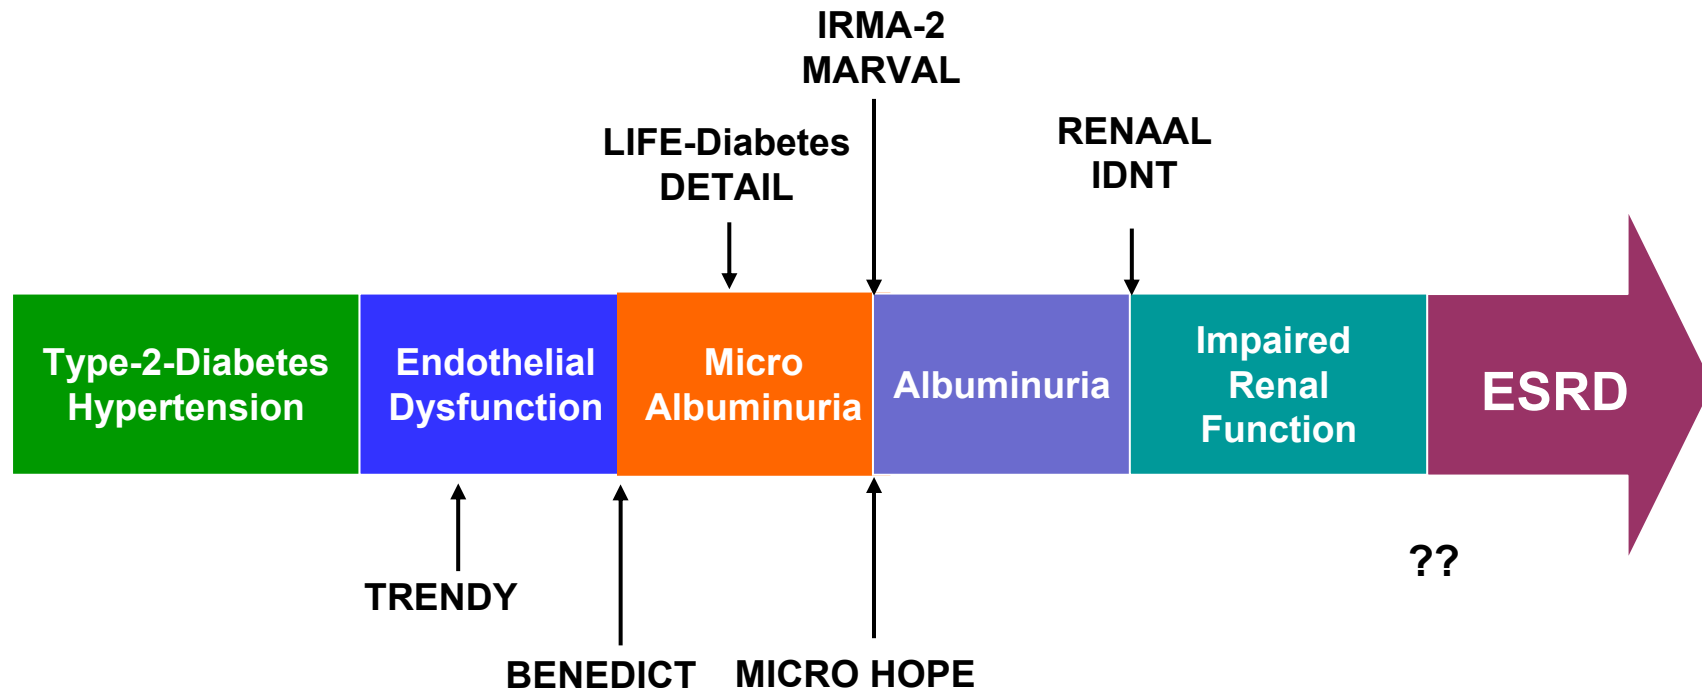 IRMA-2
MARVAL
LIFE-Diabetes
DETAIL
RENAAL
IDNT
Type-2-Diabetes
Hypertension
Endothelial
Dysfunction
Micro
Albuminuria
Albuminuria
Impaired
Renal
Function
ESRD
??
TRENDY
BENEDICT
MICRO HOPE